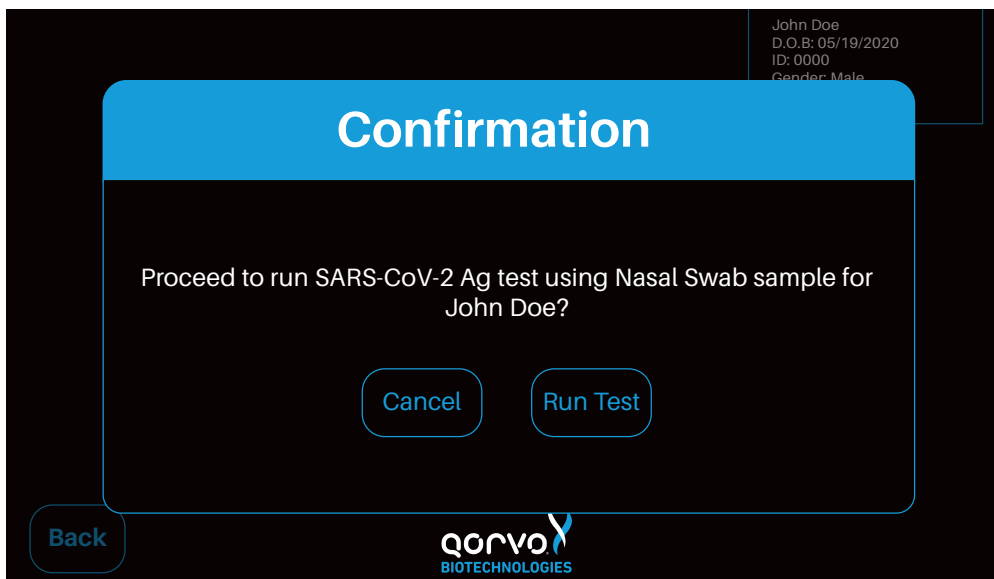 John Doe
D.O.B: 05/19/2020
ID: 0000
Gender: Male
Confirmation
Proceed to run SARS-CoV-2 Ag test using Nasal Swab sample for
John Doe?
Cancel Run Test
Back
QORVO
BIOTECHNOLOGIES